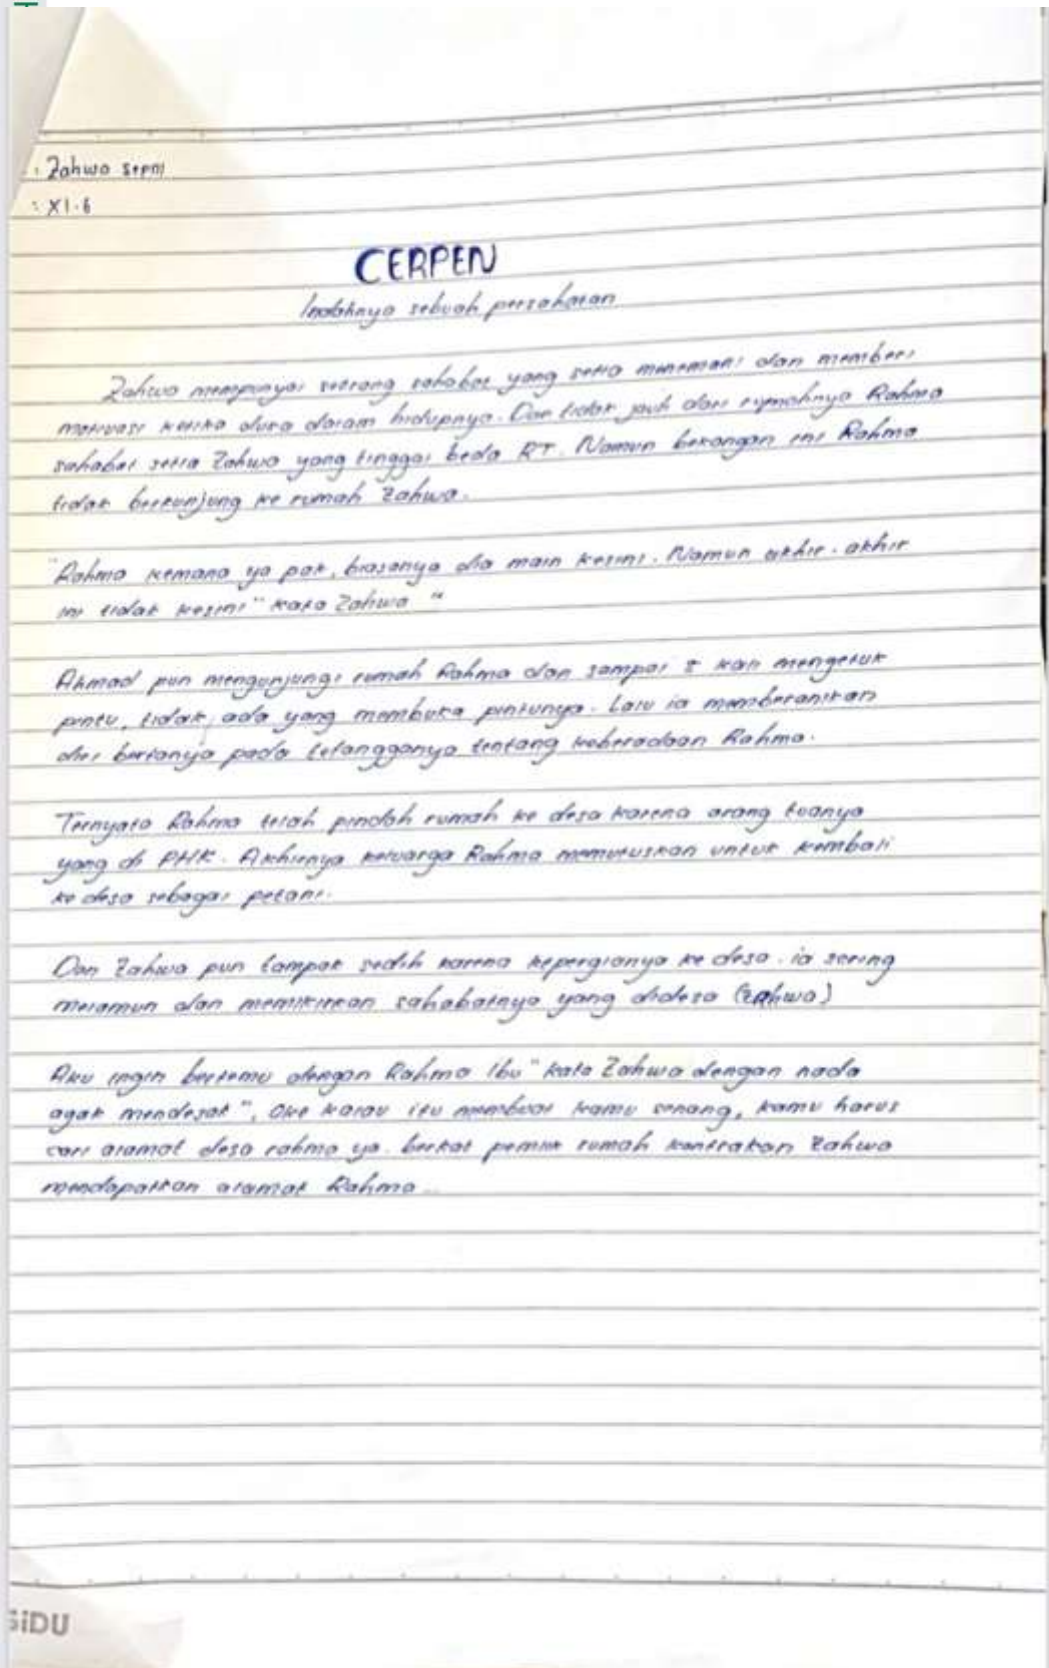 : Zahwa Sepni
: XI.6
CERPEN
Indahnya sebuah persahatan
Zahwa mempunyai seorang sahabat yang setia menemani dan memberi
motivasi ketika duka dalam hidupnya. Dan tidak jauh dari rumahnya Rahma
sahabat setia Zahwa yang tinggal beda RT. Namun bekangan ini Rahma
tidak berkunjung ke rumah Zahwa.
"Rahma kemana ya pak, biasanya dia main kesini. Namun akhir-akhir
ini tidak kesini" kata Zahwa "
Ahmad pun mengunjungi rumah Rahma dan sampai kali mengetuk
pintu, tidak ada yang membuka pintunya. Lalu ia memberanikan
diri bertanya pada tetangganya tentang keberadaan Rahma.
Ternyata Rahma telah pindah rumah ke desa karena orang tuanya
yang di PHK. Akhirnya keluarga Rahma memutuskan untuk kembali
ke desa sebagai petani.
Dan Zahwa pun tampak sedih karena kepergianya ke desa. ia sering
melamun dan memikirkan sahabatnya yang didesa (zahwa)
Aku ingin bertemu dengan Rahma Ibu" kata Zahwa dengan nada
agak mendesak", Oke kalau itu membuat kamu senang, kamu harus
cari alamat desa rahma ya. berkat pemilik rumah kontrakan Zahwa
mendapatkan alamat Rahma...
SiDU